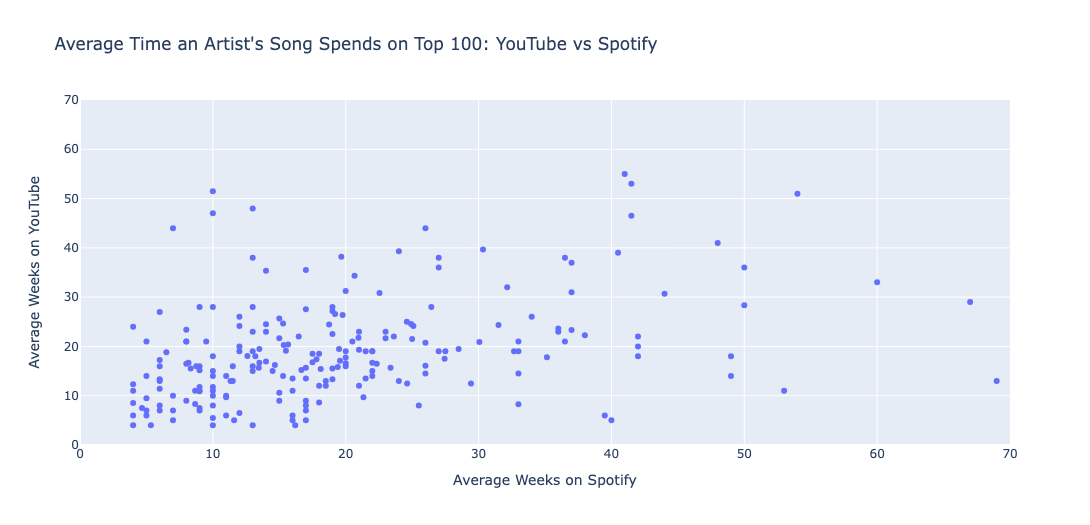 Average Time an Artist's Song Spends on Top 100: YouTube vs Spotify
70
60
50
40
30
20
10
0
Average Weeks on YouTube
0 10 20 30 40 50 60 70
Average Weeks on Spotify